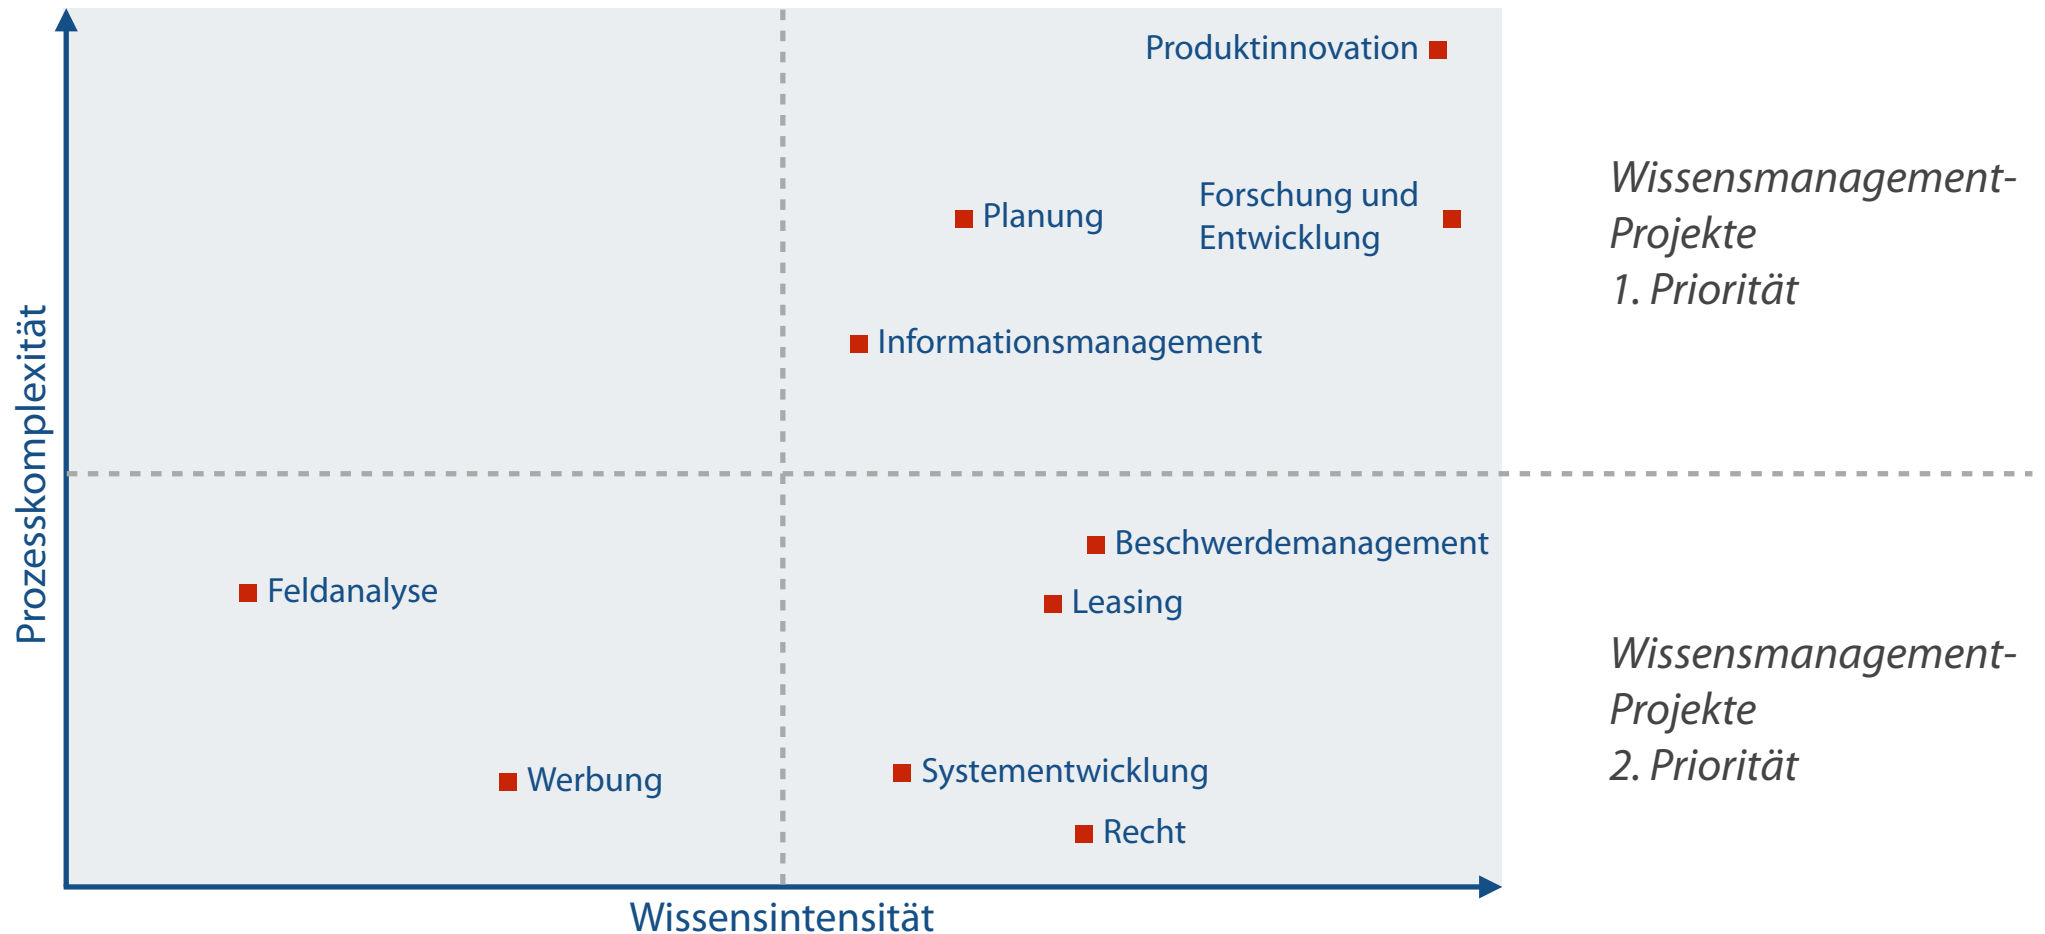 Produktinnovation
Planung
Forschung und
Entwicklung
Informationsmanagement
Wissensmanagement-
Projekte
1. Priorität
Prozesskomplexität
Beschwerdemanagement
Feldanalyse
Leasing
Wissensmanagement-
Projekte
2. Priorität
Werbung
Systementwicklung
Recht
Wissensintensität